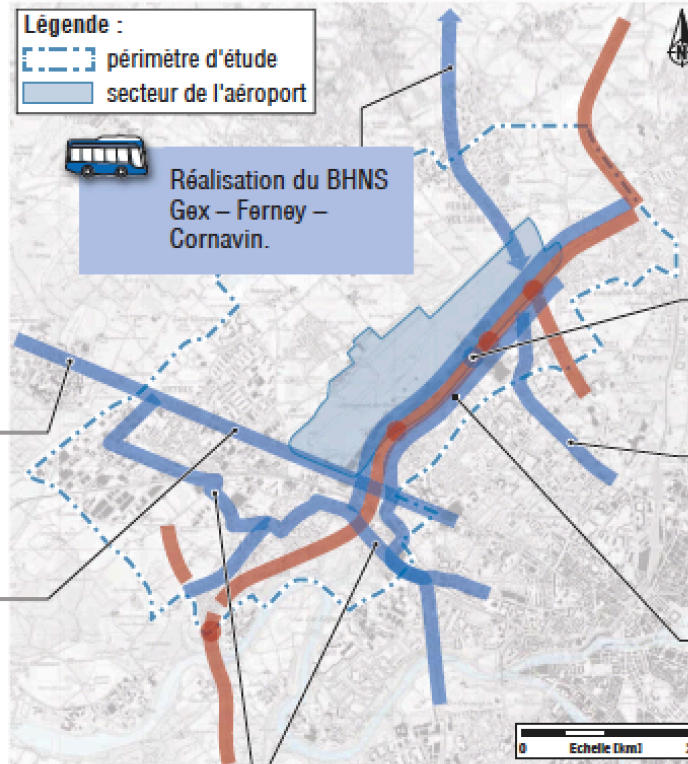 Légende :
périmètre d'étude
secteur de l'aéroport
N
Réalisation du BHNS
Gex – Ferney –
Cornavin.
0 Echelle [km]